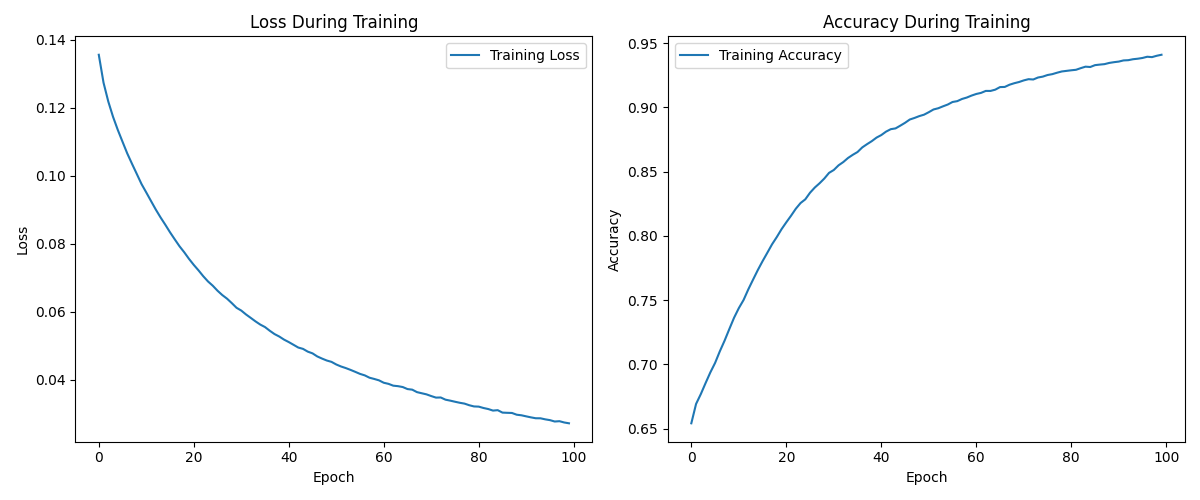 Loss During Training
Training Loss
0.14
0.12
0.10
0.08
0.06
0.04
Loss
0 20 40 60 80 100
Epoch
Accuracy During Training
Training Accuracy
0.95
0.90
0.85
0.80
0.75
0.70
0.65
Accuracy
0 20 40 60 80 100
Epoch